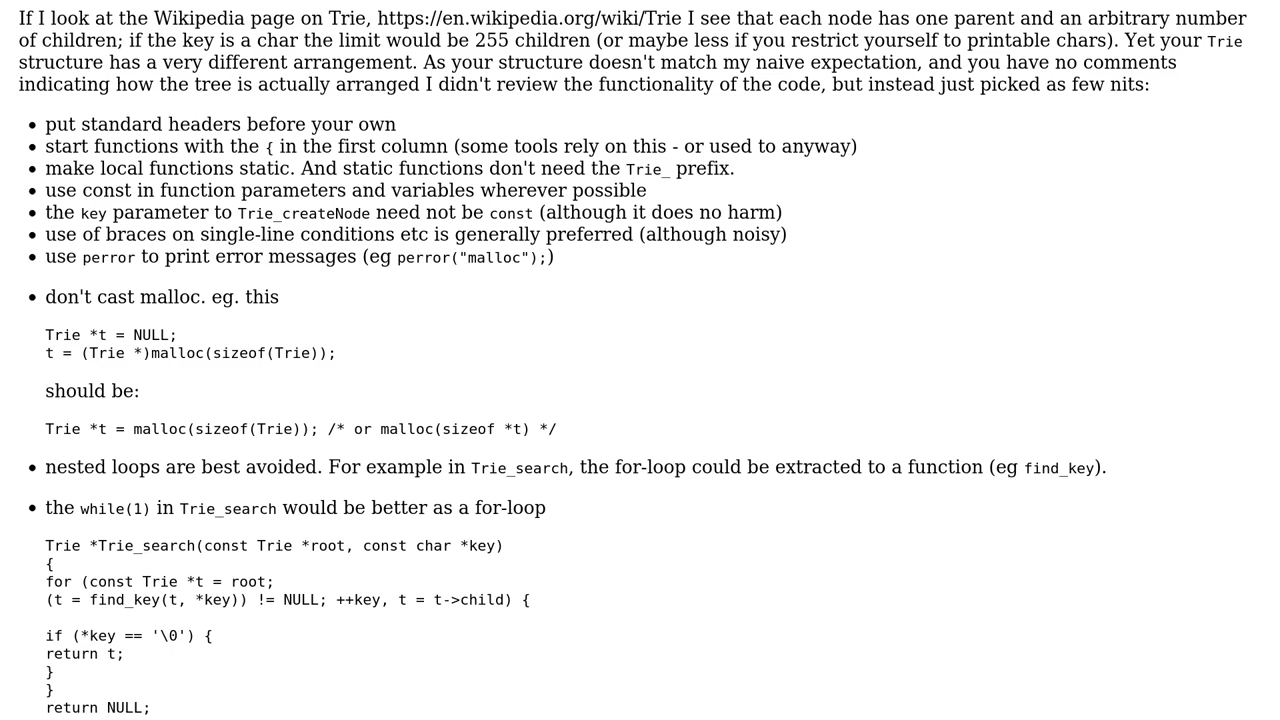 If I look at the Wikipedia page on Trie, https://en.wikipedia.org/wiki/Trie I see that each node has one parent and an arbitrary number
of children; if the key is a char the limit would be 255 children (or maybe less if you restrict yourself to printable chars). Yet your Trie
structure has a very different arrangement. As your structure doesn't match my naive expectation, and you have no comments
indicating how the tree is actually arranged I didn't review the functionality of the code, but instead just picked as few nits:
• put standard headers before your own
• start functions with the { in the first column (some tools rely on this - or used to anyway)
• make local functions static. And static functions don't need the Trie_ prefix.
• use const in function parameters and variables wherever possible
• the key parameter to Trie_createNode need not be const (although it does no harm)
• use of braces on single-line conditions etc is generally preferred (although noisy)
• use perror to print error messages (eg perror("malloc");)
• don't cast malloc. eg. this
Trie *t = NULL;
t = (Trie *)malloc(sizeof(Trie));
should be:
Trie *t = malloc(sizeof(Trie)); /* or malloc(sizeof *t) */
• nested loops are best avoided. For example in Trie_search, the for-loop could be extracted to a function (eg find_key).
• the while(1) in Trie_search would be better as a for-loop
Trie *Trie_search(const Trie *root, const char *key)
{
for (const Trie *t = root;
(t = find_key(t, *key)) != NULL; ++key, t = t->child) {
if (*key == '\0') {
return t;
}
}
return NULL;